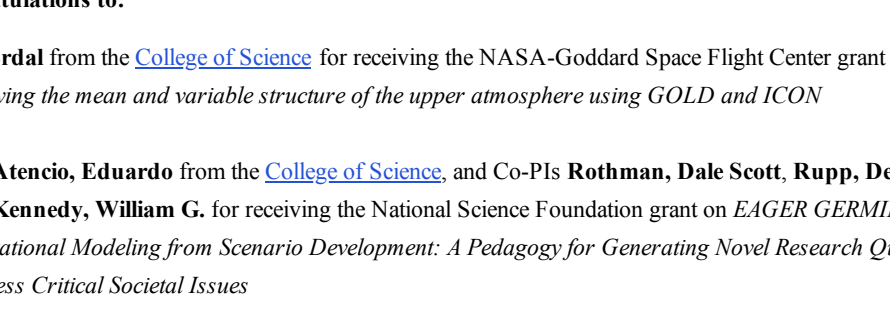 tulations to:
rdal from the College of Science for receiving the NASA-Goddard Space Flight Center grant
ving the mean and variable structure of the upper atmosphere using GOLD and ICON
Atencio, Eduardo from the College of Science, and Co-PIs Rothman, Dale Scott, Rupp, De
Kennedy, William G. for receiving the National Science Foundation grant on EAGER GERMI
ational Modeling from Scenario Development: A Pedagogy for Generating Novel Research Qu
ess Critical Societal Issues